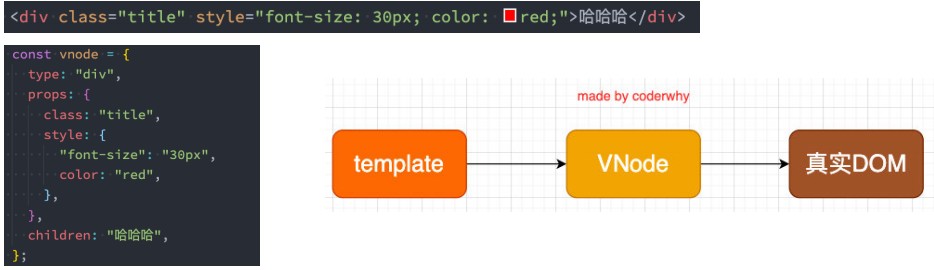 <div class="title" style="font-size: 30px; color: red;">哈哈哈</div>
const vnode = {
  type: "div",
  props: {
    class: "title",
    style: {
      "font-size": "30px",
      color: "red",
    },
  },
  children: "哈哈哈",
};
made by coderwhy
template
VNode
真实DOM